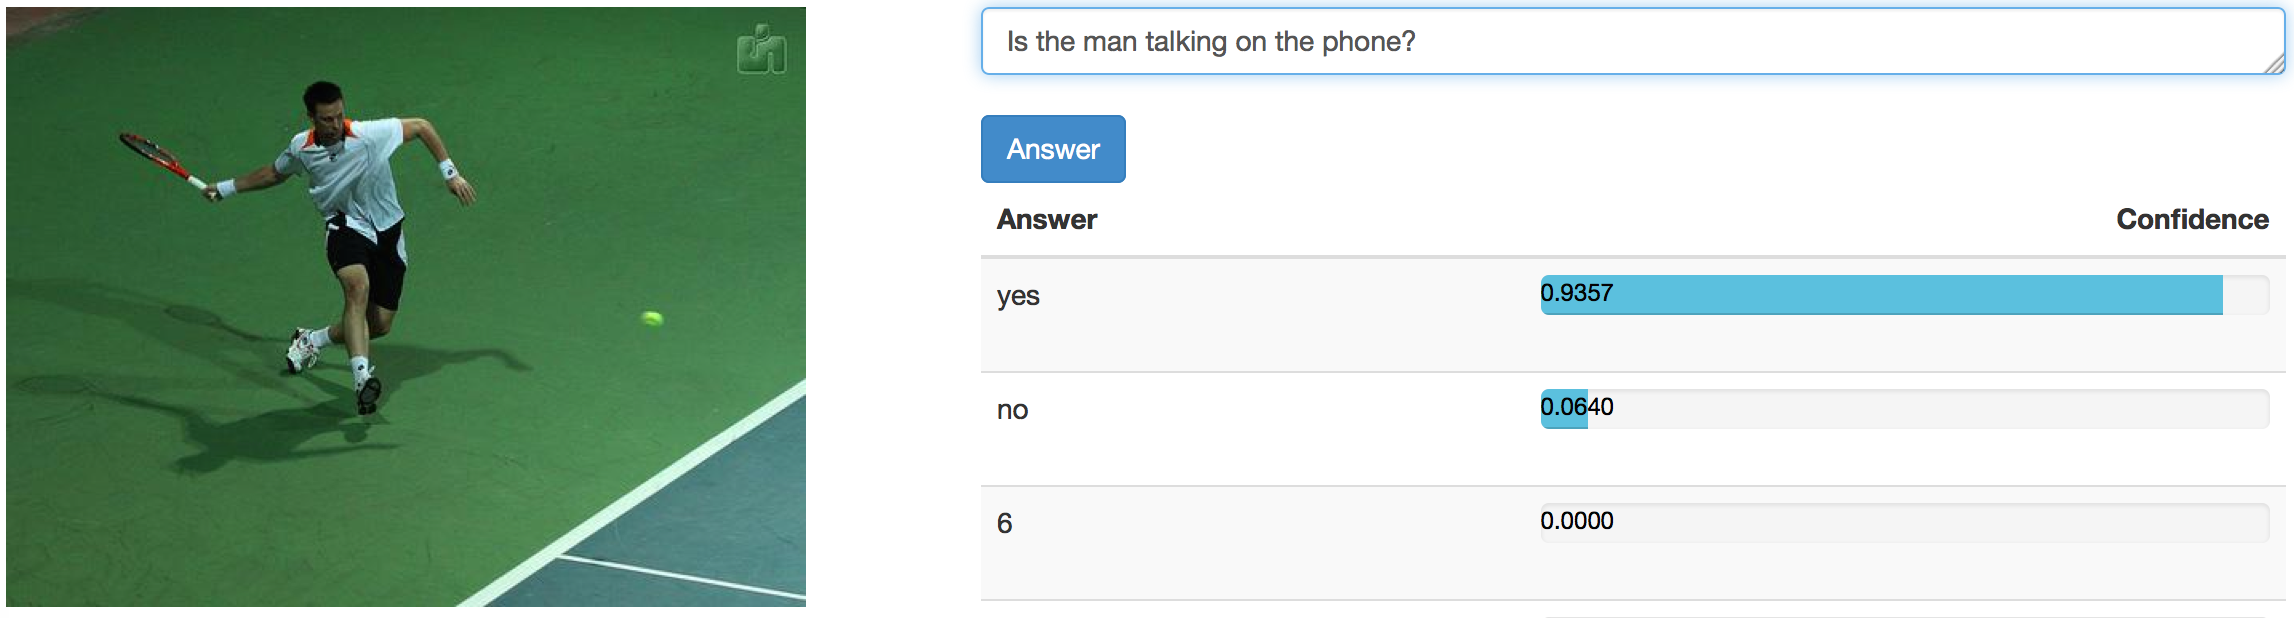 Is the man talking on the phone?
Answer
Answer Confidence
yes 0.9357
no 0.0640
6 0.0000